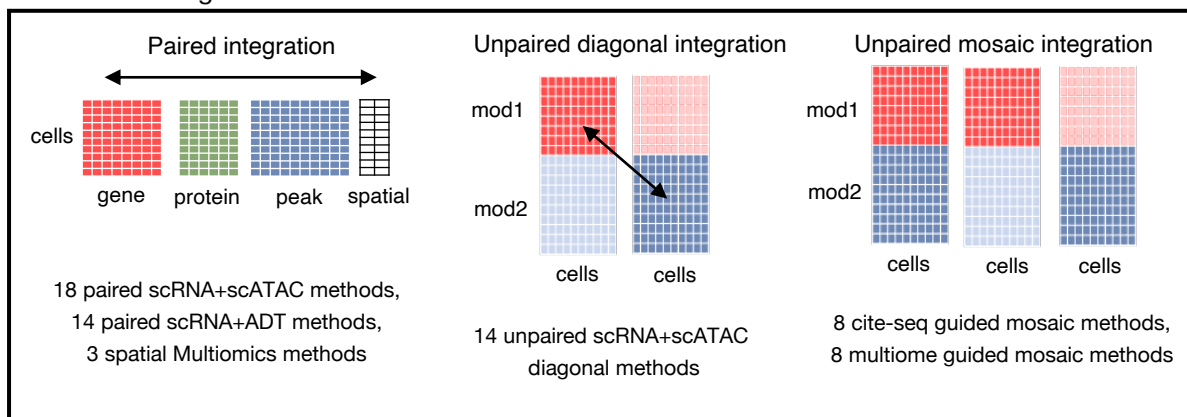 Paired integration
cells
gene
protein
peak
spatial
18 paired scRNA+scATAC methods,
14 paired scRNA+ADT methods,
3 spatial Multiomics methods
Unpaired diagonal integration
mod1
mod2
cells
cells
14 unpaired scRNA+scATAC
diagonal methods
Unpaired mosaic integration
mod1
mod2
cells
cells
cells
8 cite-seq guided mosaic methods,
8 multiome guided mosaic methods